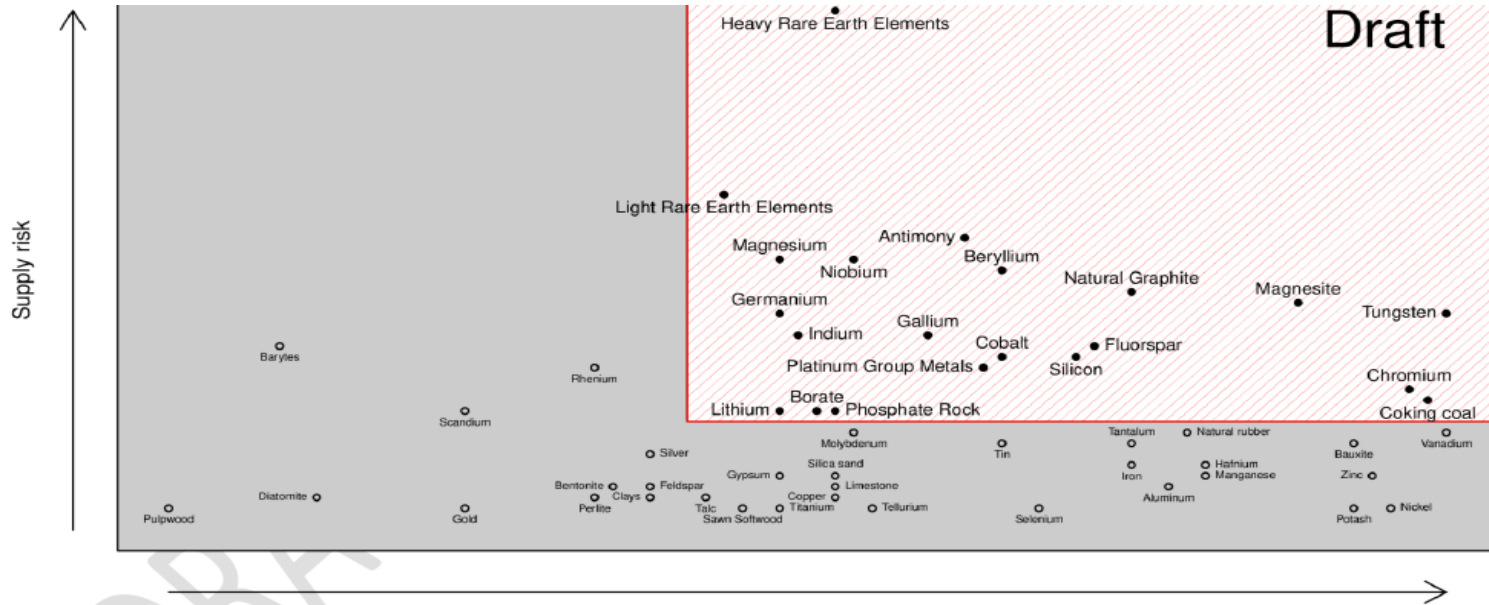 Draft
Heavy Rare Earth Elements
Light Rare Earth Elements
Antimony
Magnesium
Beryllium
Niobium
Natural Graphite
Magnesite
Germanium
Tungsten
Gallium
Indium
Cobalt
Fluorspar
Barytes
Platinum Group Metals
Silicon
Rhenium
Chromium
Borate
Lithium
Phosphate Rock
Coking coal
Scandium
Molybdenum
Tin
Tantalum
Natural rubber
Bauxite
Vanadium
Silver
Silica sand
Gypsum
Iron
Hafnium
Manganese
Zinc
Bentonite
Feldspar
Limestone
Aluminum
Diatomite
Perlite
Clays
Talc
Copper
Pulpwood
Gold
Sawn Softwood
Titanium
Tellurium
Selenium
Potash
Nickel
Supply risk